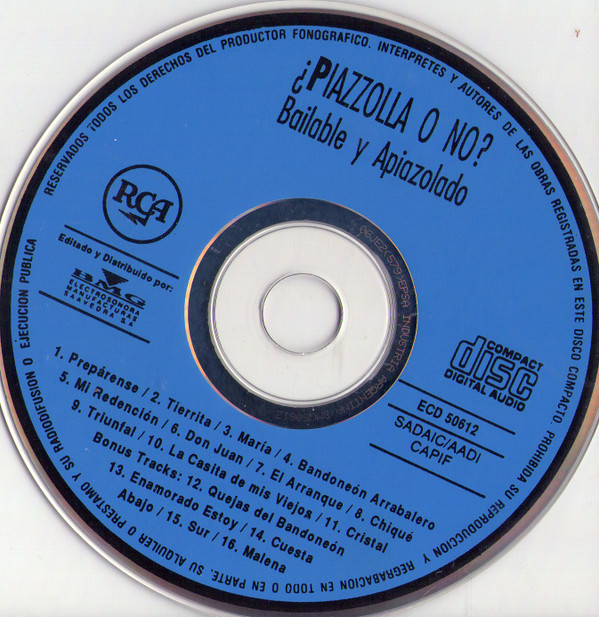 ¿PIAZZOLLA O NO?
Bailable y Apiazolado
RCA
Editado y Distribuido por:
BMG
ELECTROSONORA
MANUFACTURAS
SAAVEDRA S.A.
COMPACT
disc
DIGITAL AUDIO
ECD 50612
SADAIC/AADI
CAPIF
1. Prepárense / 2. Tierrita / 3. María / 4. Bandoneón Arrabalero
5. Mi Redención / 6. Don Juan / 7. El Arranque / 8. Chiqué
9. Triunfal / 10. La Casita de mis Viejos / 11. Cristal
Bonus Tracks: 12. Quejas del Bandoneón
13. Enamorado Estoy / 14. Cuesta
Abajo / 15. Sur / 16. Malena
RESERVADOS TODOS LOS DERECHOS DEL PRODUCTOR FONOGRAFICO. INTERPRETES Y AUTORES DE LAS OBRAS REGISTRADAS EN ESTE DISCO COMPACTO. PROHIBIDA SU REPRODUCCION Y REGRABACION EN TODO O EN PARTE. SU ALQUILER O PRESTAMO Y SU RADIODIFUSION O EJECUCION PUBLICA
EPSA INDUSTRIA ARGENTINA